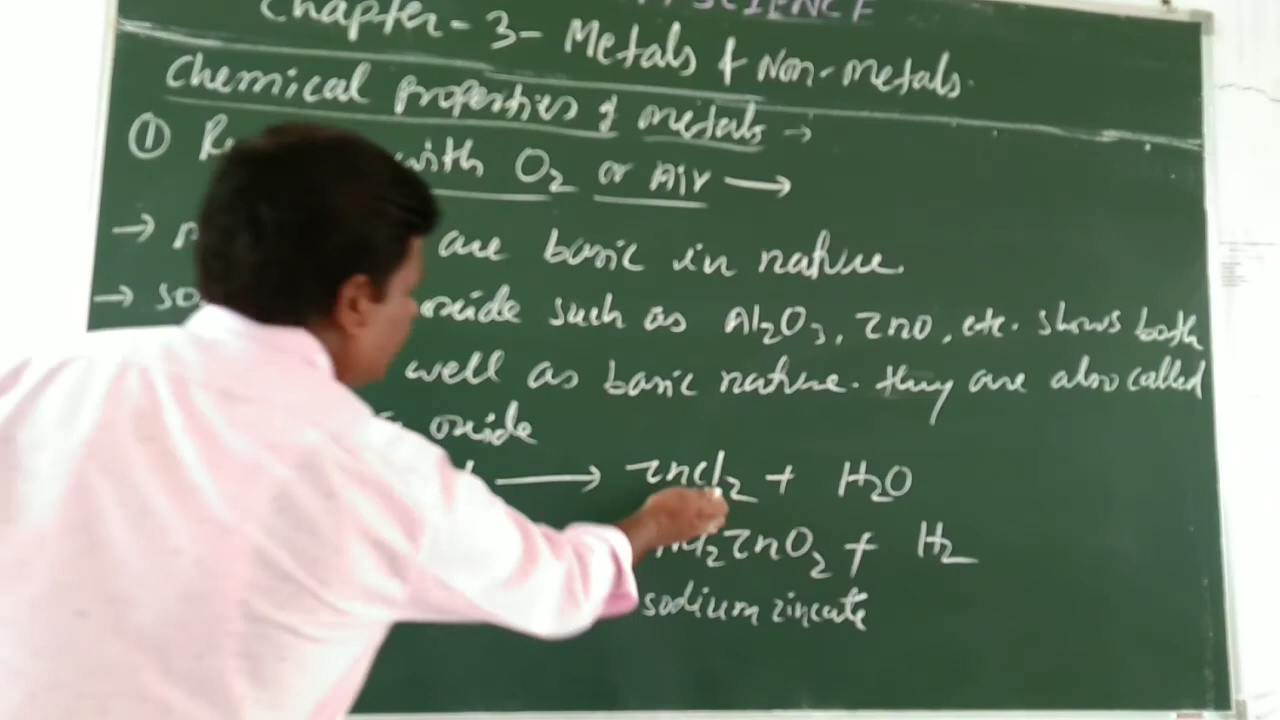 SCIENCE
Chapter-3- Metals & Non-metals.
Chemical properties of metals →
① with O₂ or Air →
→ are basic in nature.
→ oxide such as Al₂O₃, ZnO, etc. shows both
well as basic nature. they are also called
oxide
→ ZnCl₂ + H₂O
ZnO₂ + H₂
sodium zincate